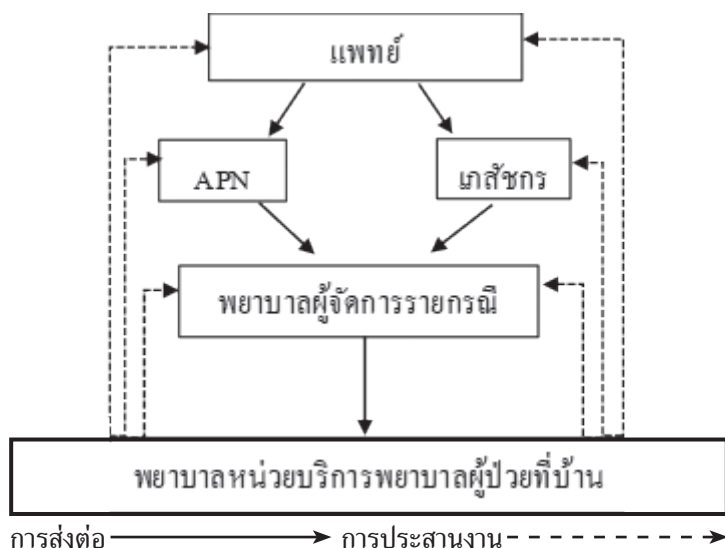 แพทย์
APN
เภสัชกร
พยาบาลผู้จัดการรายกรณี
พยาบาลหน่วยบริการพยาบาลผู้ป่วยที่บ้าน
การส่งต่อ
การประสานงาน